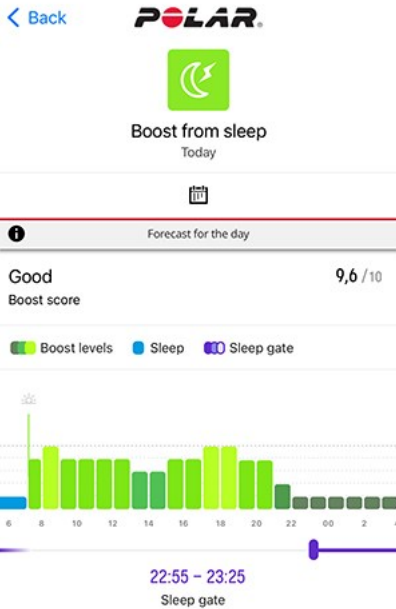 Back
POLAR.
Boost from sleep
Today
Forecast for the day
Good
9,6 /10
Boost score
Boost levels
Sleep
Sleep gate
6 8 10 12 14 16 18 20 22 00 2
22:55 – 23:25
Sleep gate